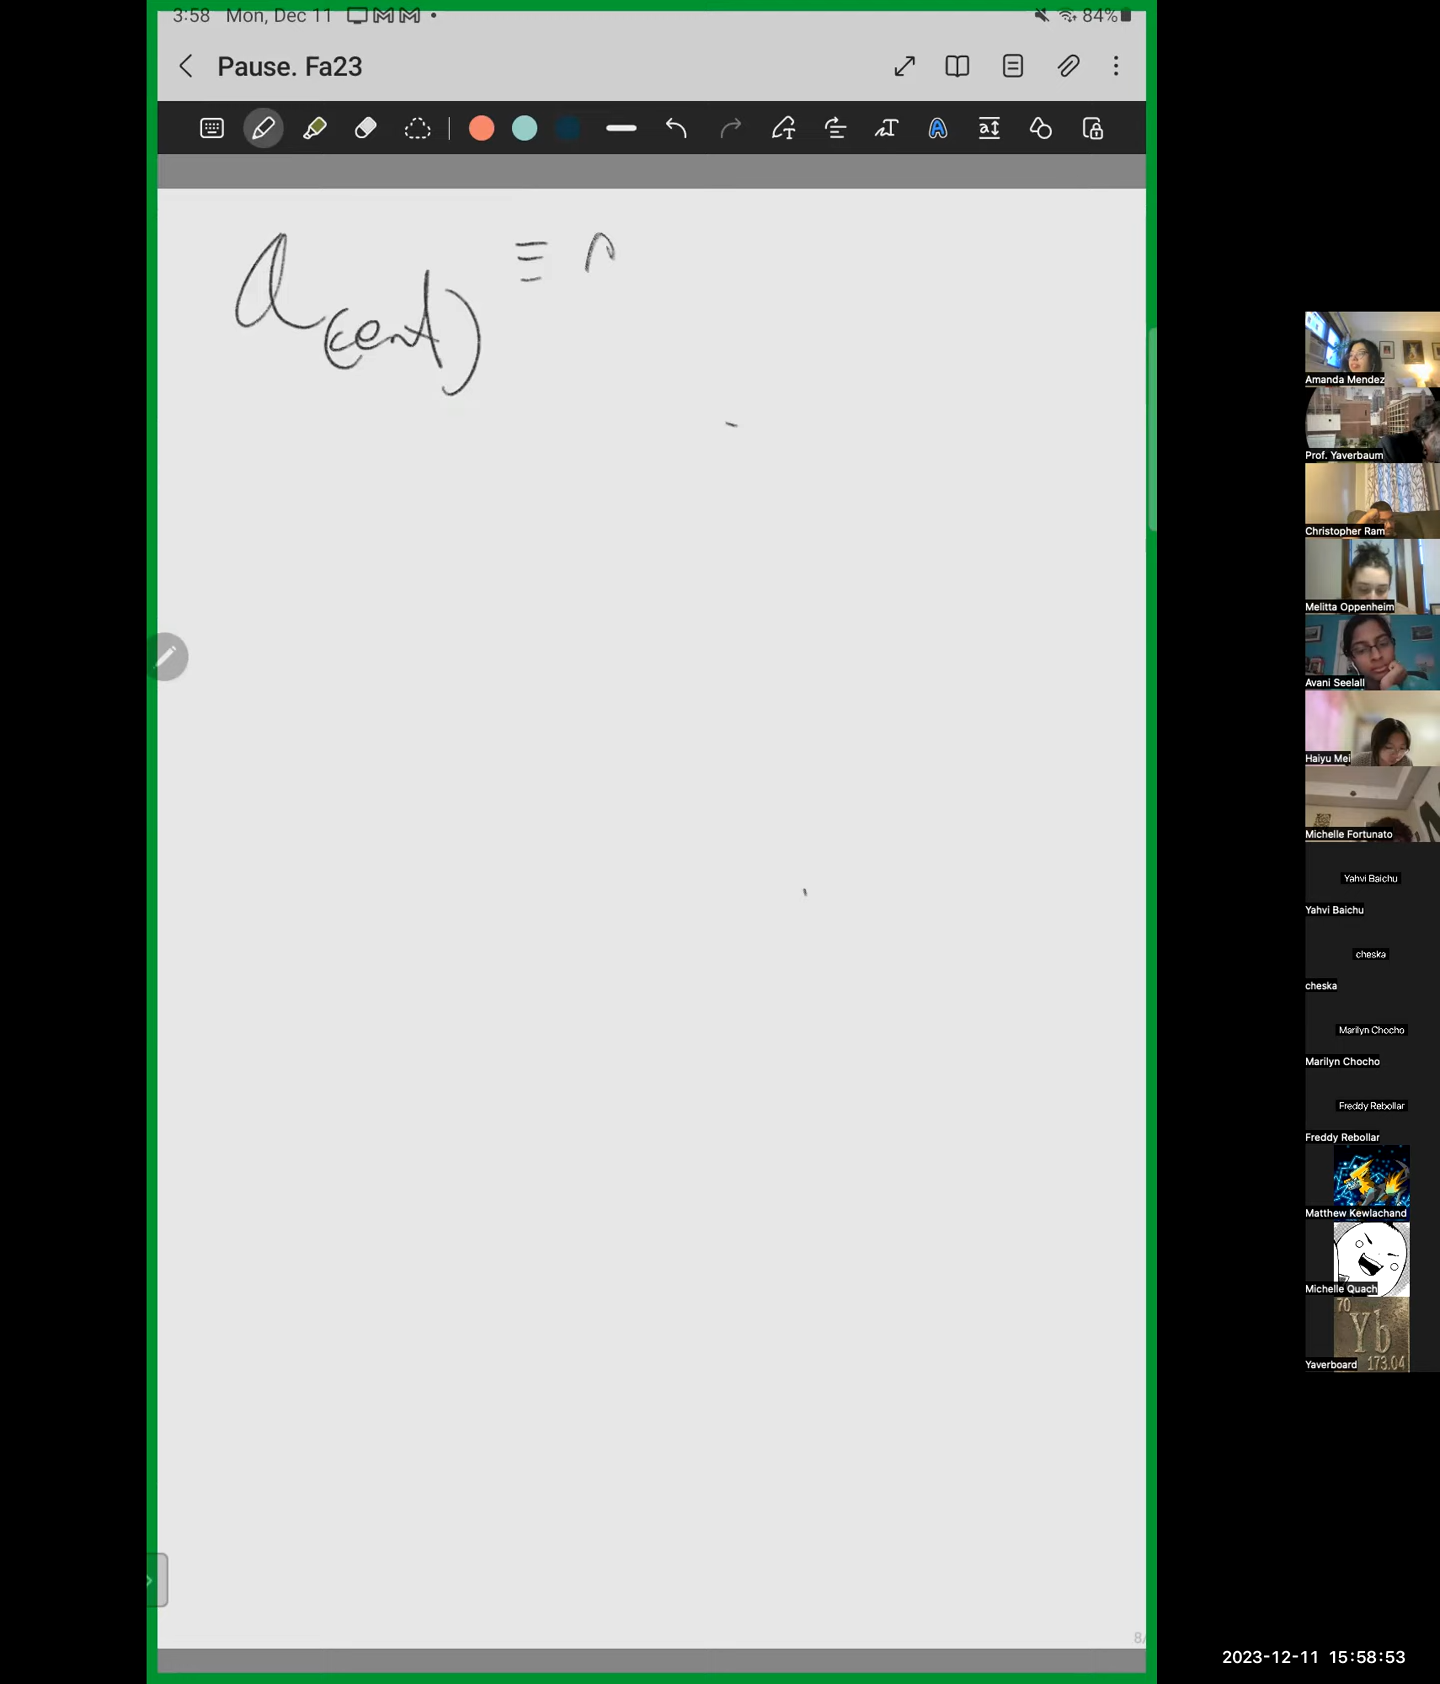 3:58 Mon, Dec 11
84%
Pause. Fa23
a(cent) ≡
8/
Amanda Mendez
Prof. Yaverbaum
Christopher Ram
Melitta Oppenheim
Avani Seelall
Haiyu Mei
Michelle Fortunato
Yahvi Baichu
Yahvi Baichu
cheska
cheska
Marilyn Chocho
Marilyn Chocho
Freddy Rebollar
Freddy Rebollar
Matthew Kewlachand
Michelle Quach
70
Yb
173.04
Yaverboard
2023-12-11 15:58:53